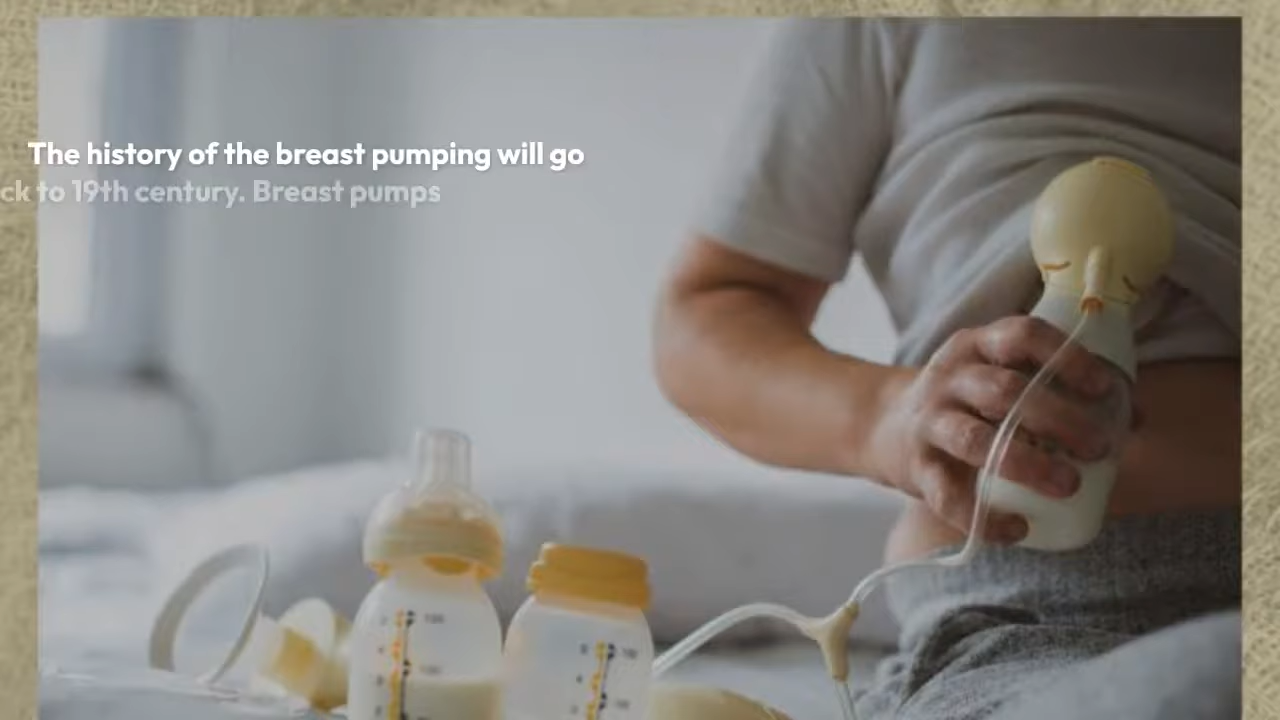 The history of the breast pumping will go
ck to 19th century. Breast pumps